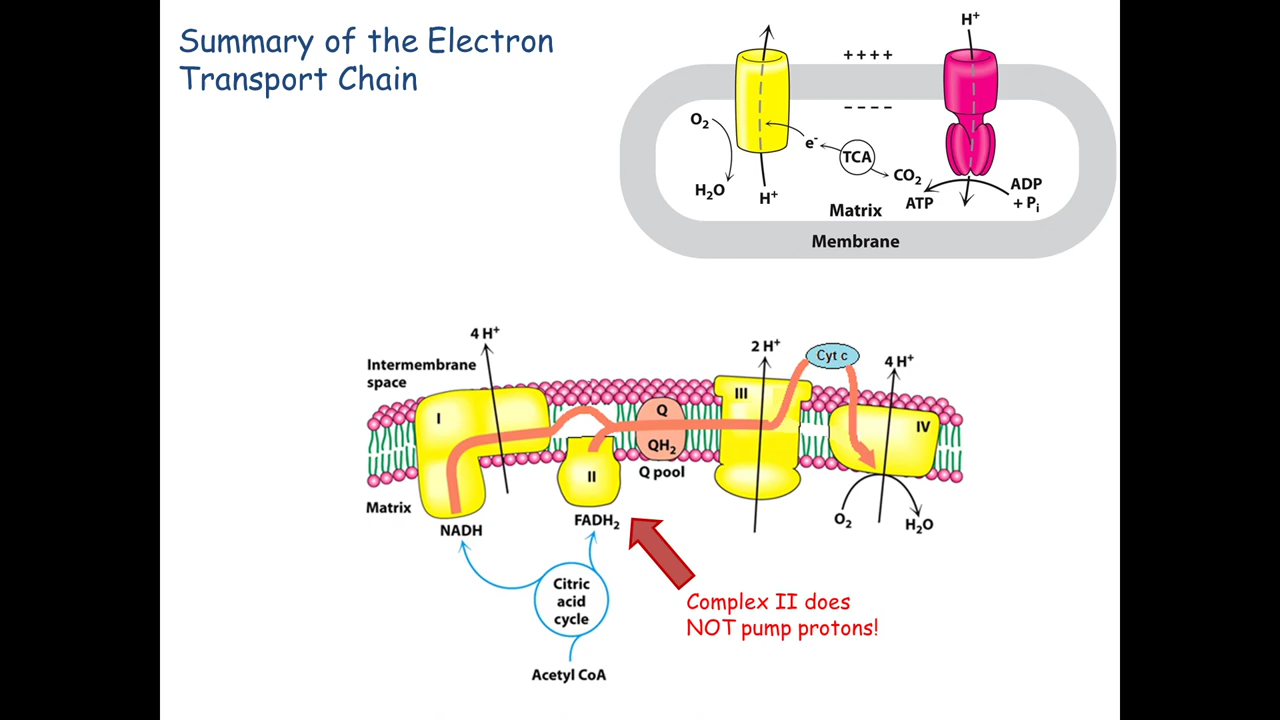 Summary of the Electron
Transport Chain
H⁺
++++
----
O₂
e⁻
TCA
CO₂
H₂O
H⁺
ATP
ADP
+ Pᵢ
Matrix
Membrane
4 H⁺
2 H⁺
Cyt c
4 H⁺
Intermembrane
space
I
III
IV
Q
QH₂
II
Q pool
Matrix
NADH
FADH₂
O₂
H₂O
Citric
acid
cycle
Complex II does
NOT pump protons!
Acetyl CoA